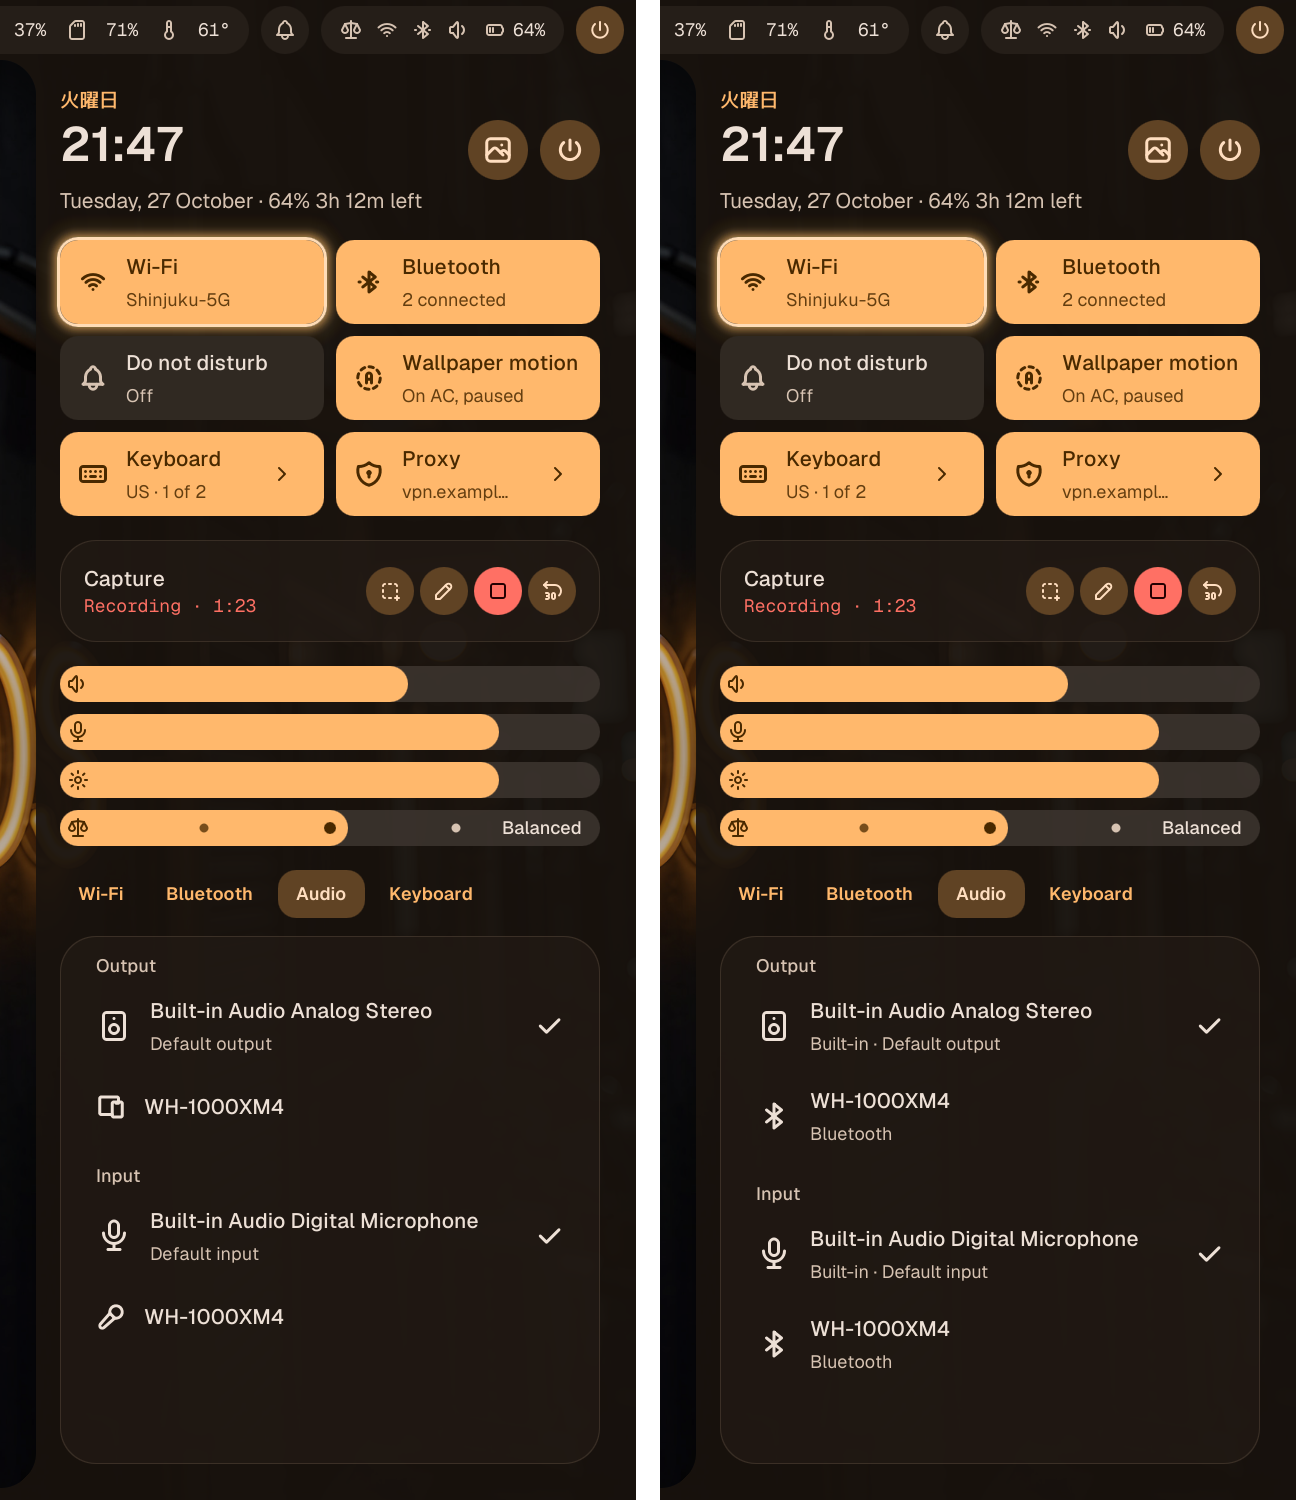 37% 71% 61° 64%
火曜日
21:47
Tuesday, 27 October · 64% 3h 12m left
Wi-Fi
Shinjuku-5G
Bluetooth
2 connected
Do not disturb
Off
Wallpaper motion
On AC, paused
Keyboard
US · 1 of 2
Proxy
vpn.exampl...
Capture
Recording · 1:23
30
Balanced
Wi-Fi Bluetooth Audio Keyboard
Output
Built-in Audio Analog Stereo
Default output
WH-1000XM4
Input
Built-in Audio Digital Microphone
Default input
WH-1000XM4
37% 71% 61° 64%
火曜日
21:47
Tuesday, 27 October · 64% 3h 12m left
Wi-Fi
Shinjuku-5G
Bluetooth
2 connected
Do not disturb
Off
Wallpaper motion
On AC, paused
Keyboard
US · 1 of 2
Proxy
vpn.exampl...
Capture
Recording · 1:23
30
Balanced
Wi-Fi Bluetooth Audio Keyboard
Output
Built-in Audio Analog Stereo
Built-in · Default output
WH-1000XM4
Bluetooth
Input
Built-in Audio Digital Microphone
Built-in · Default input
WH-1000XM4
Bluetooth